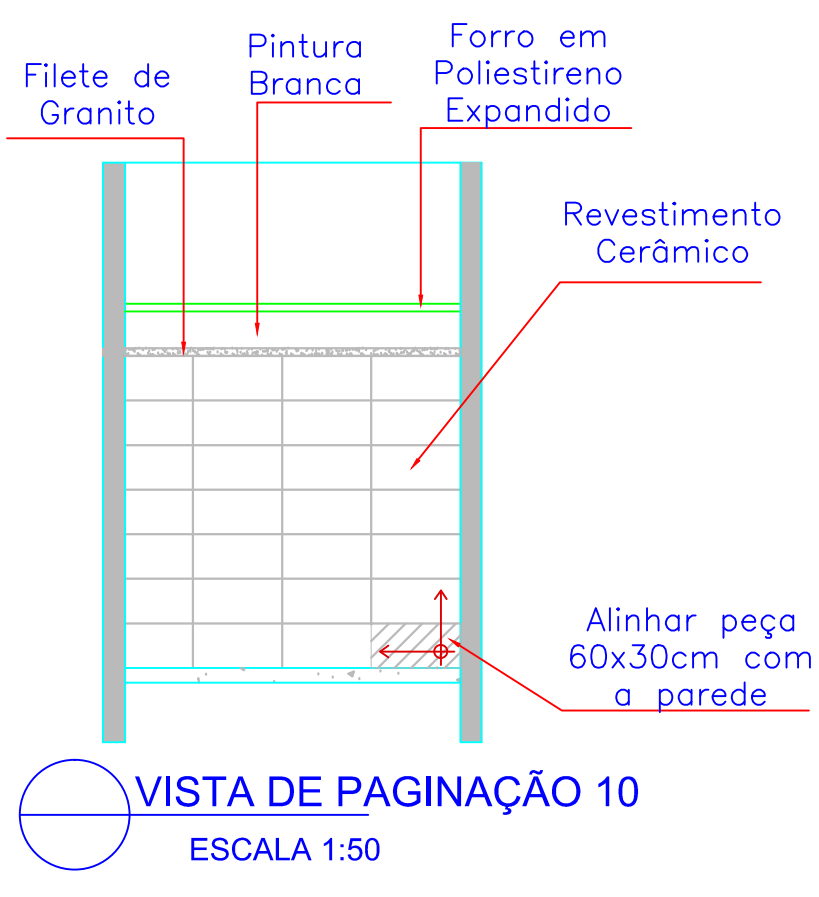 Filete de
Granito
Pintura
Branca
Forro em
Poliestireno
Expandido
Revestimento
Cerâmico
Alinhar peça
60x30cm com
a parede
VISTA DE PAGINAÇÃO 10
ESCALA 1:50